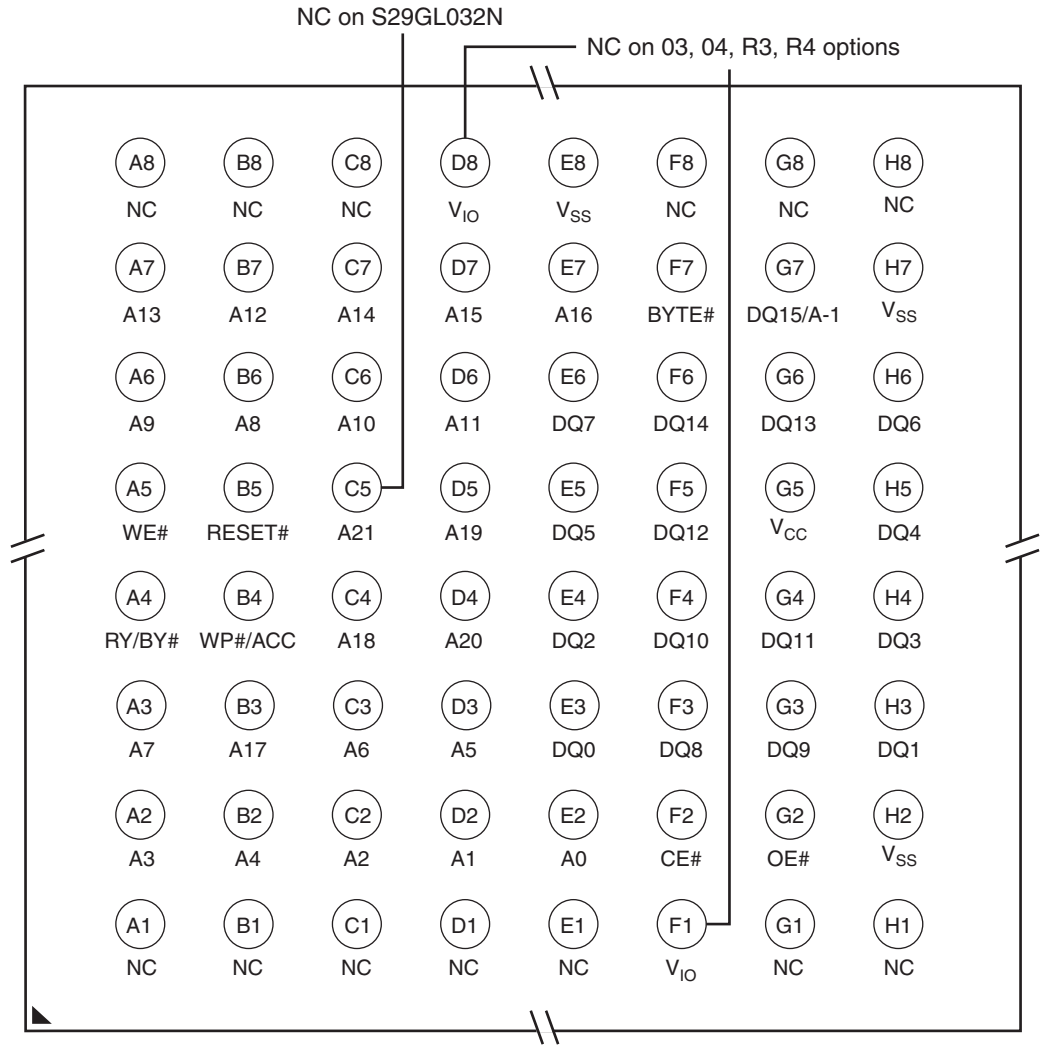 NC on S29GL032N
NC on 03, 04, R3, R4 options
A8 B8 C8 D8 E8 F8 G8 H8
NC NC NC VIO VSS NC NC NC
A7 B7 C7 D7 E7 F7 G7 H7
A13 A12 A14 A15 A16 BYTE# DQ15/A-1 VSS
A6 B6 C6 D6 E6 F6 G6 H6
A9 A8 A10 A11 DQ7 DQ14 DQ13 DQ6
A5 B5 C5 D5 E5 F5 G5 H5
WE# RESET# A21 A19 DQ5 DQ12 VCC DQ4
A4 B4 C4 D4 E4 F4 G4 H4
RY/BY# WP#/ACC A18 A20 DQ2 DQ10 DQ11 DQ3
A3 B3 C3 D3 E3 F3 G3 H3
A7 A17 A6 A5 DQ0 DQ8 DQ9 DQ1
A2 B2 C2 D2 E2 F2 G2 H2
A3 A4 A2 A1 A0 CE# OE# VSS
A1 B1 C1 D1 E1 F1 G1 H1
NC NC NC NC NC VIO NC NC